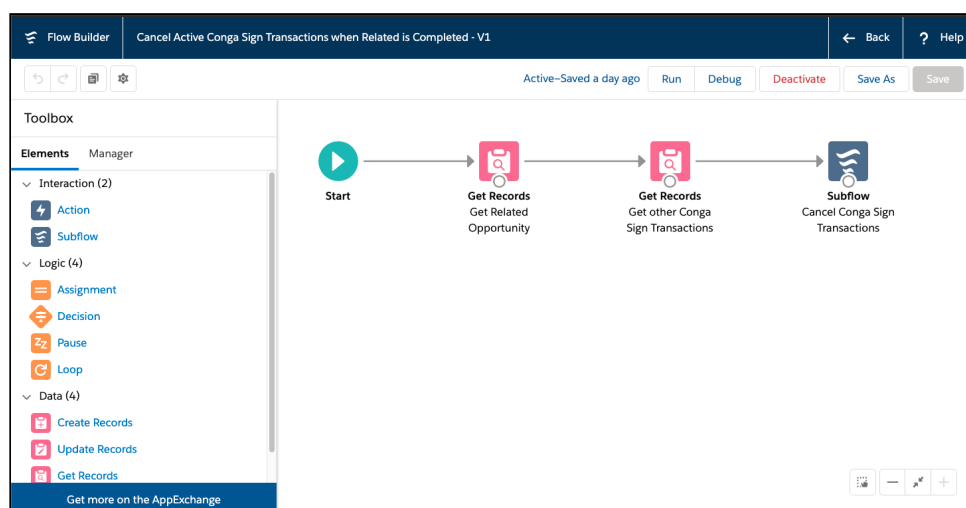 Flow Builder
Cancel Active Conga Sign Transactions when Related is Completed - V1
← Back
? Help
Active–Saved a day ago
Run
Debug
Deactivate
Save As
Save
Toolbox
Elements
Manager
Interaction (2)
Action
Subflow
Logic (4)
Assignment
Decision
Pause
Loop
Data (4)
Create Records
Update Records
Get Records
Get more on the AppExchange
Start
Get Records
Get Related
Opportunity
Get Records
Get other Conga
Sign Transactions
Subflow
Cancel Conga Sign
Transactions